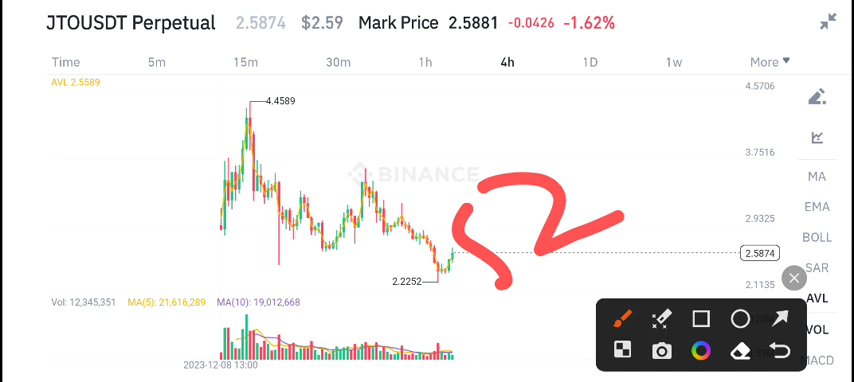 JTOUSDT Perpetual 2.5874 $2.59 Mark Price 2.5881 -0.0426 -1.62%
Time 5m 15m 30m 1h 4h 1D 1w More
AVL 2.5589
4.5706
4.4589
3.7516
BINANCE
MA
EMA
2.9325
BOLL
2.5874
SAR
2.2252
2.1135
AVL
Vol: 12,345,351 MA(5): 21,616,289 MA(10): 19,012,668
VOL
MACD
2023-12-08 13:00